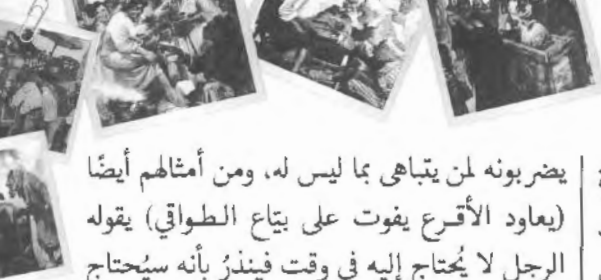 يضربونه لمن يتباهى بما ليس له، ومن أمثالهم أيضًا
(يعاود الأقـرع يفوت على بيّاع الـطـواقي) يقوله
الرجل لا يُحتاج إليه في وقت فينذرُ بأنه سيُحتاج